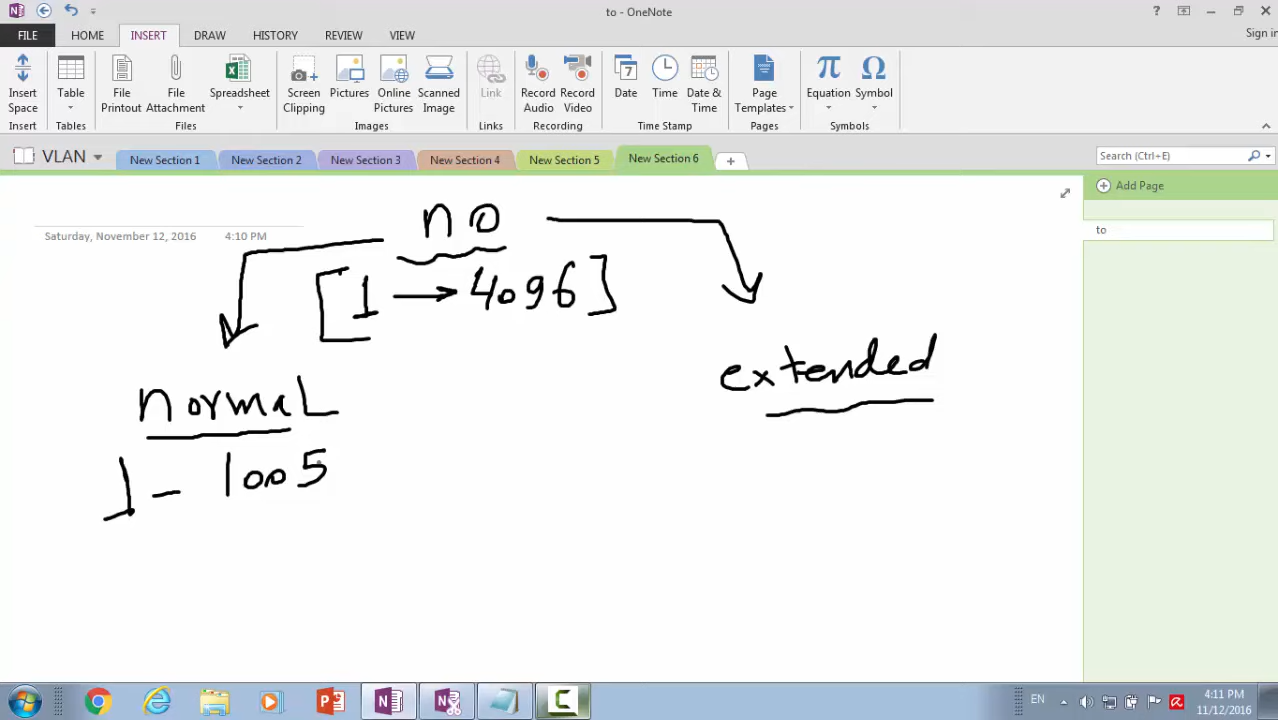 to - OneNote
?
FILE HOME INSERT DRAW HISTORY REVIEW VIEW Sign in
Insert Space Table File Printout File Attachment Spreadsheet Screen Clipping Pictures Online Pictures Scanned Image Link Record Audio Record Video Date Time Date & Time Page Templates Equation Symbol
Insert Tables Files Images Links Recording Time Stamp Pages Symbols
VLAN New Section 1 New Section 2 New Section 3 New Section 4 New Section 5 New Section 6 + Search (Ctrl+E)
Add Page
to
Saturday, November 12, 2016 4:10 PM
no
[1 → 4096]
extended
normaL
1 - 1005
EN 4:11 PM
11/12/2016